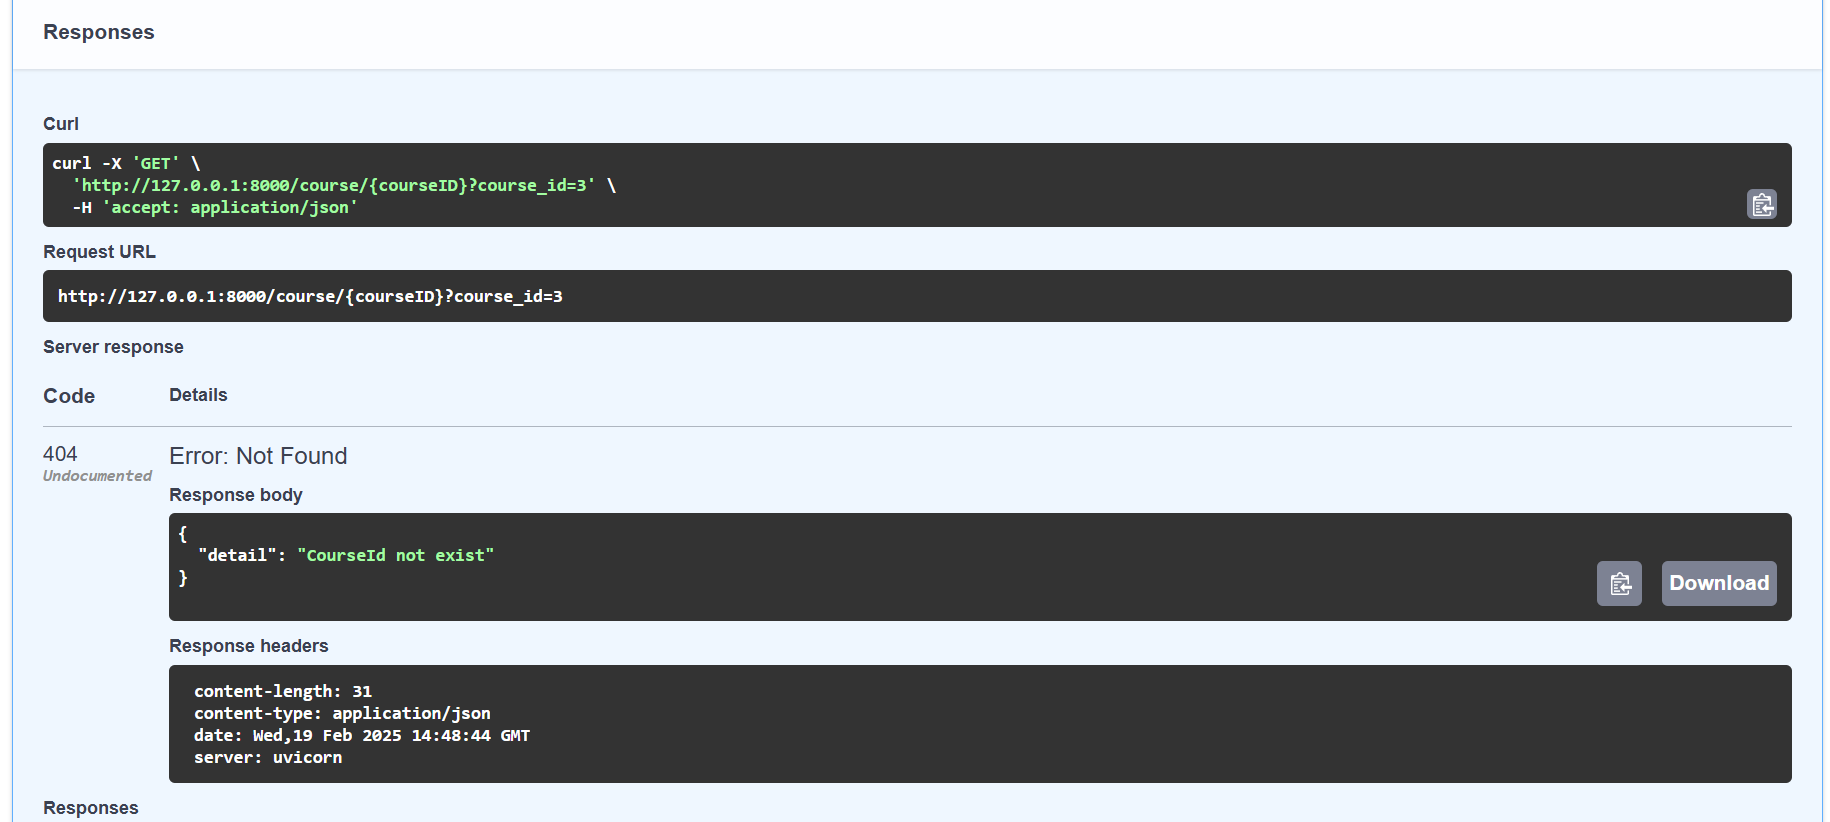 Responses
Curl
curl -X 'GET' \
  'http://127.0.0.1:8000/course/{courseID}?course_id=3' \
  -H 'accept: application/json'
Request URL
http://127.0.0.1:8000/course/{courseID}?course_id=3
Server response
Code Details
404 Error: Not Found
Undocumented
Response body
{
  "detail": "CourseId not exist"
}
Download
Response headers
content-length: 31
content-type: application/json
date: Wed,19 Feb 2025 14:48:44 GMT
server: uvicorn
Responses